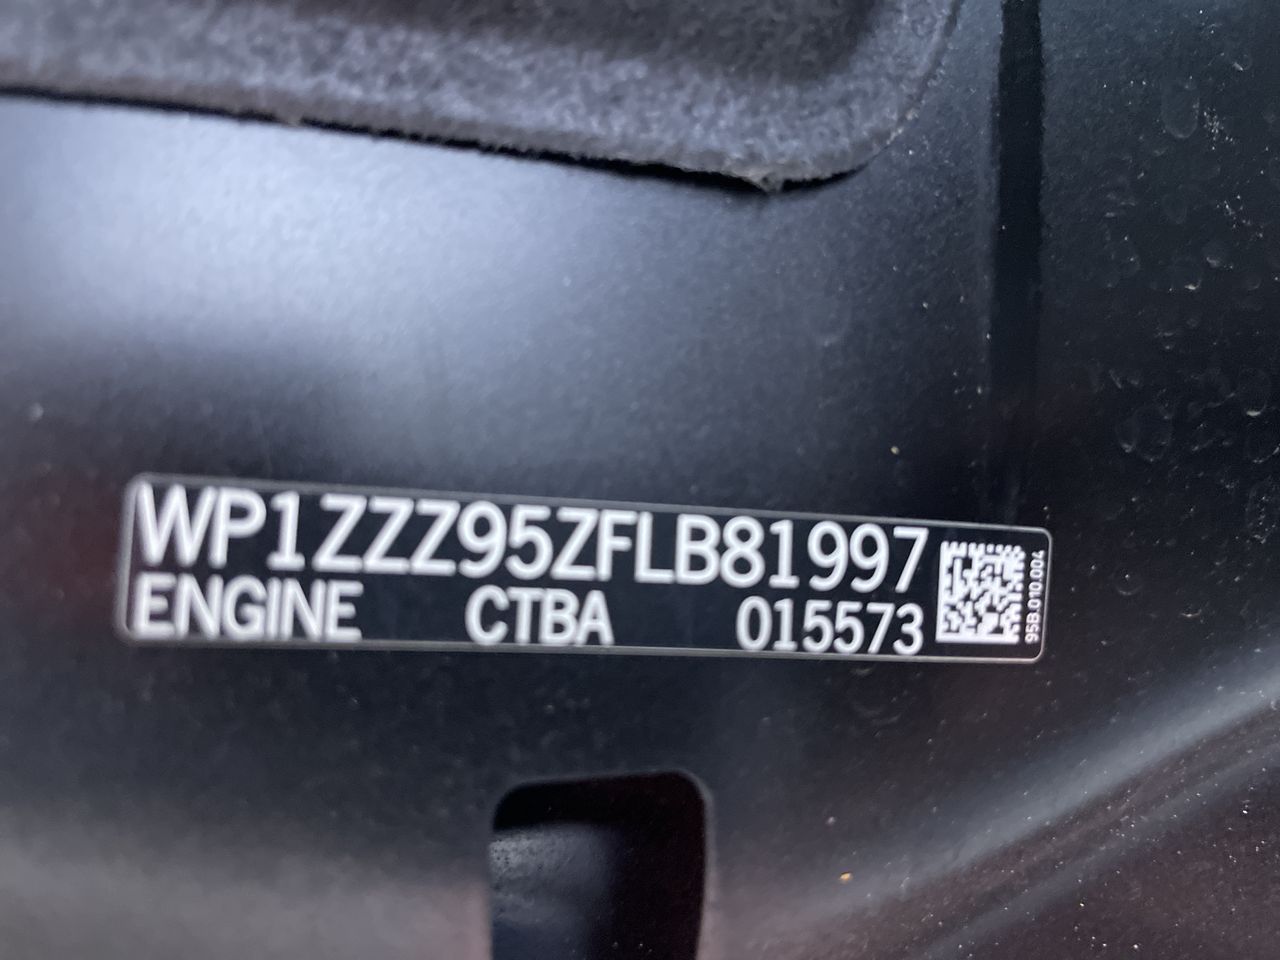 WP1ZZZ95ZFLB81997
ENGINE CTBA 015573
95B.010.004